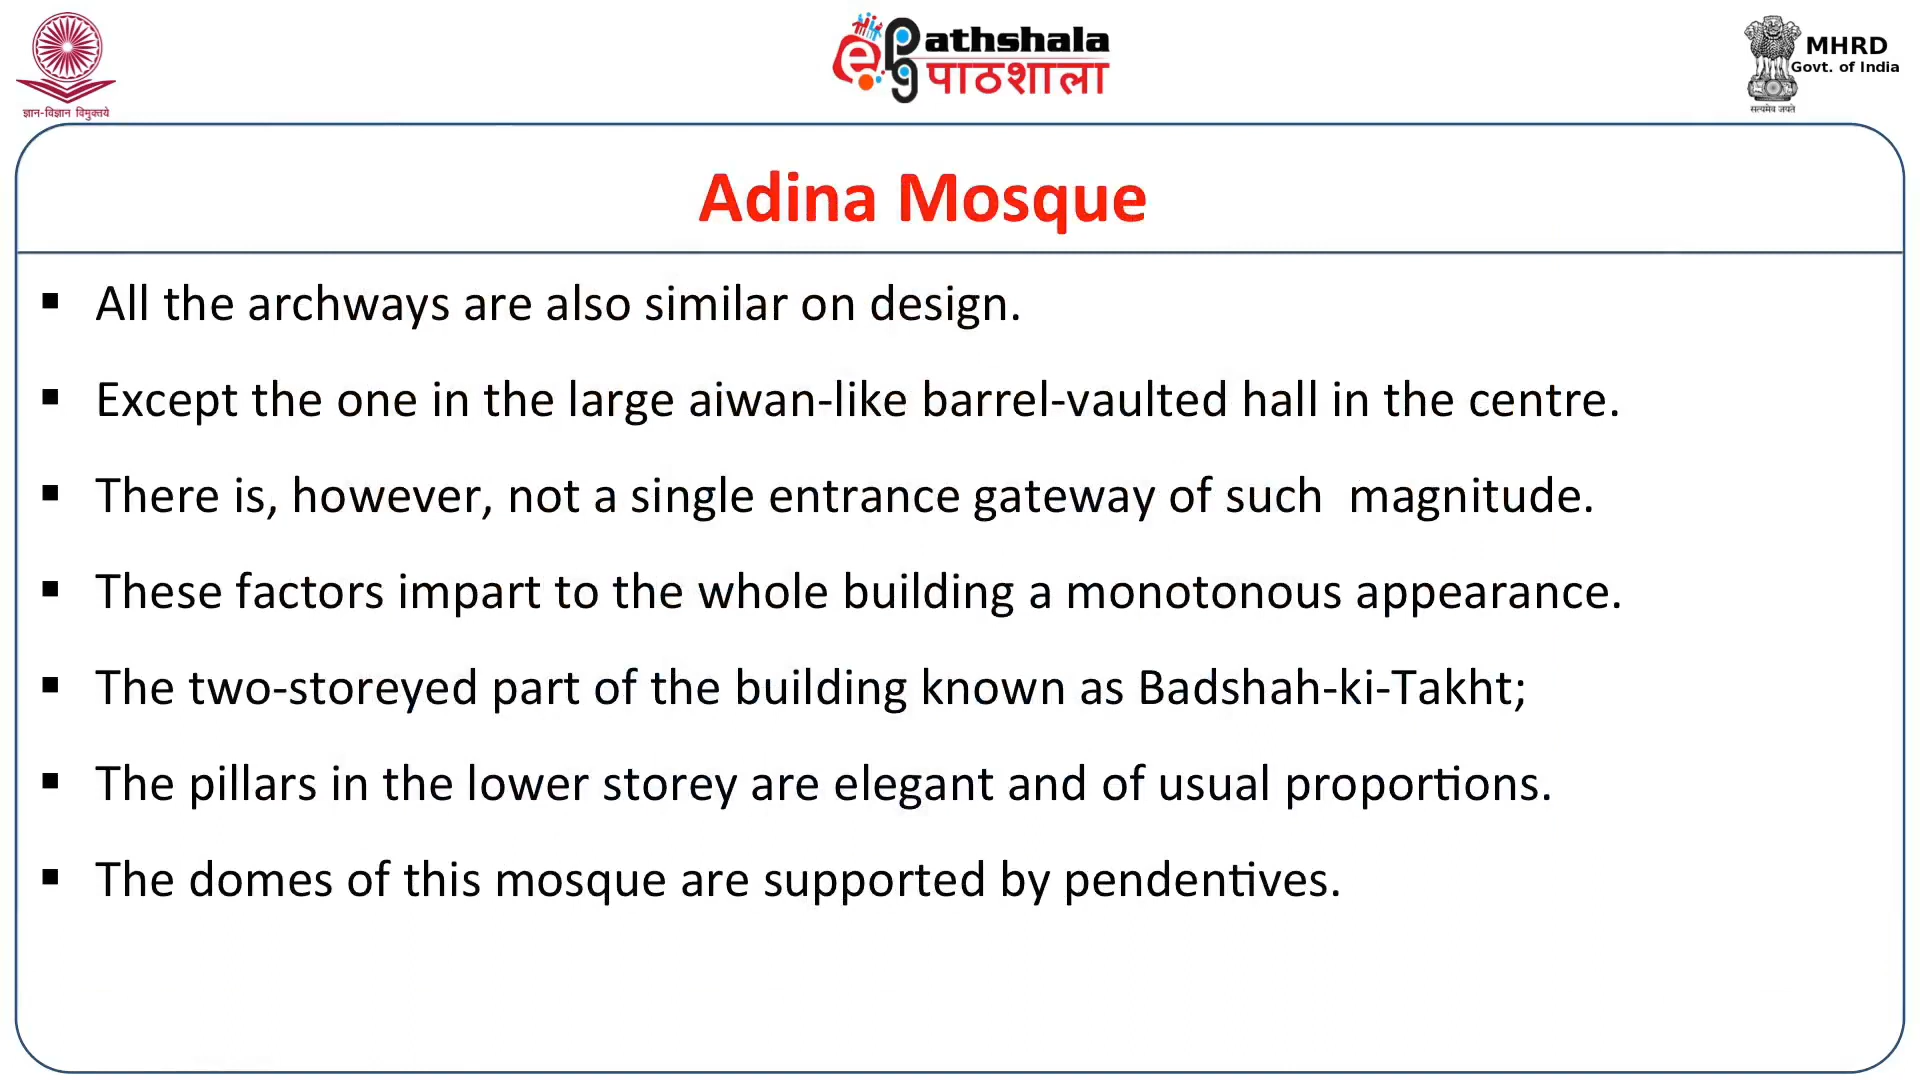 ज्ञान-विज्ञान विमुक्तये
e Pathshala
पाठशाला
MHRD
Govt. of India
सत्यमेव जयते
Adina Mosque
▪ All the archways are also similar on design.
▪ Except the one in the large aiwan-like barrel-vaulted hall in the centre.
▪ There is, however, not a single entrance gateway of such magnitude.
▪ These factors impart to the whole building a monotonous appearance.
▪ The two-storeyed part of the building known as Badshah-ki-Takht;
▪ The pillars in the lower storey are elegant and of usual proportions.
▪ The domes of this mosque are supported by pendentives.